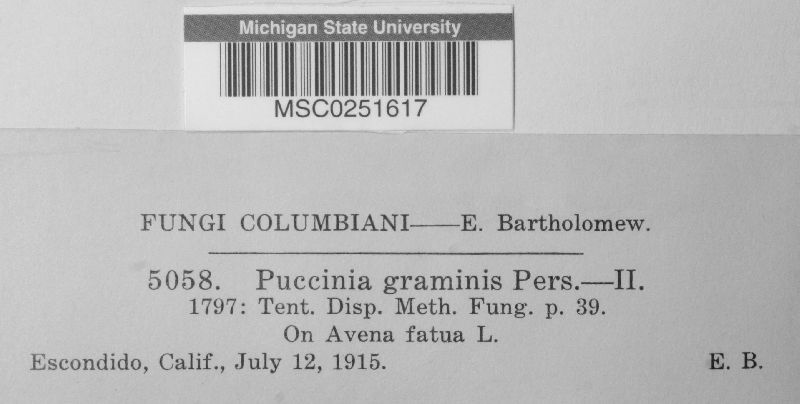 Michigan State University
MSC0251617
FUNGI COLUMBIANI——E. Bartholomew.
5058. Puccinia graminis Pers.—II.
1797: Tent. Disp. Meth. Fung. p. 39.
On Avena fatua L.
Escondido, Calif., July 12, 1915. E. B.